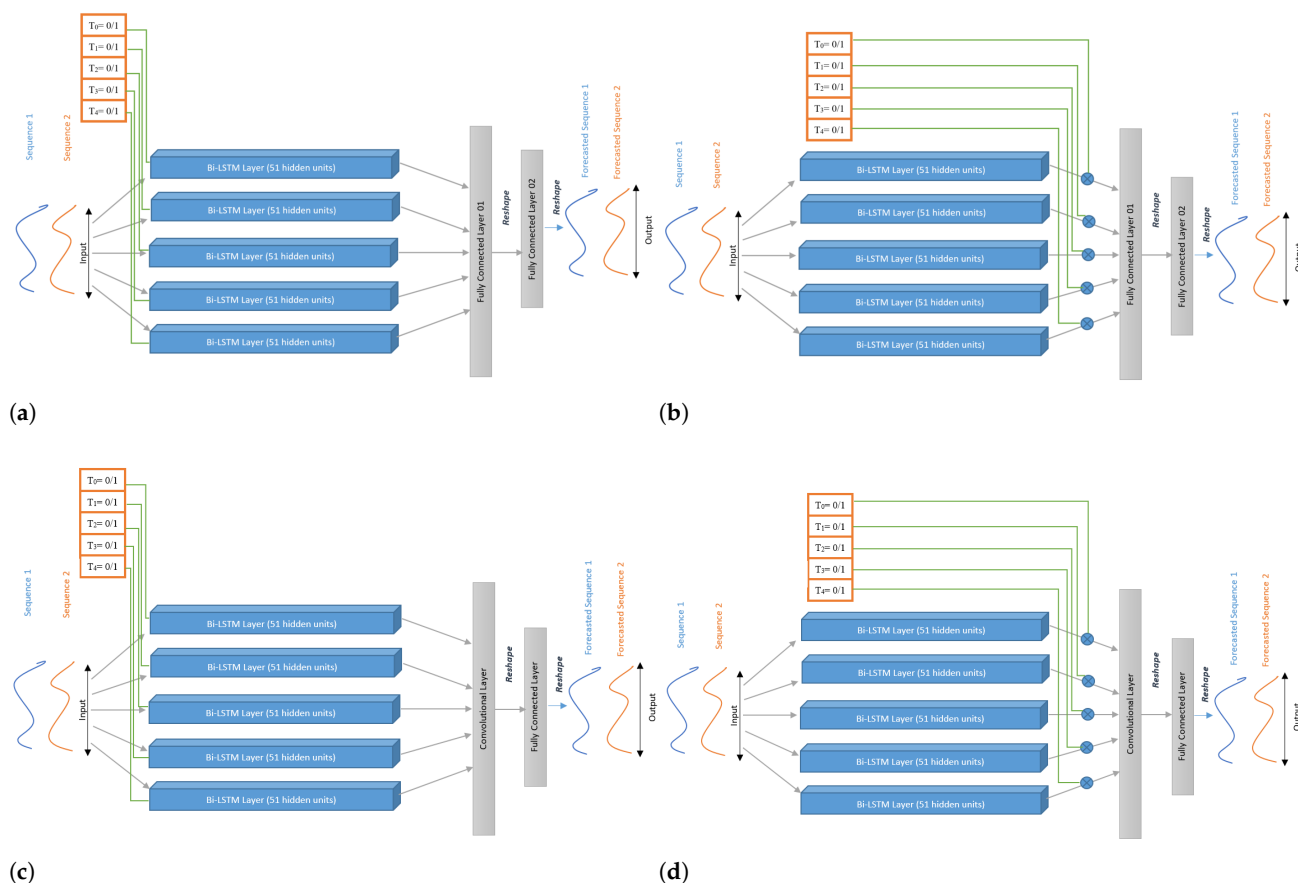 T₀= 0/1
T₁= 0/1
T₂= 0/1
T₃= 0/1
T₄= 0/1
Sequence 1
Sequence 2
Input
Bi-LSTM Layer (51 hidden units)
Bi-LSTM Layer (51 hidden units)
Bi-LSTM Layer (51 hidden units)
Bi-LSTM Layer (51 hidden units)
Bi-LSTM Layer (51 hidden units)
Fully Connected Layer 01
Reshape
Fully Connected Layer 02
Reshape
Forecasted Sequence 1
Forecasted Sequence 2
Output
(a)
T₀= 0/1
T₁= 0/1
T₂= 0/1
T₃= 0/1
T₄= 0/1
Sequence 1
Sequence 2
Input
Bi-LSTM Layer (51 hidden units)
Bi-LSTM Layer (51 hidden units)
Bi-LSTM Layer (51 hidden units)
Bi-LSTM Layer (51 hidden units)
Bi-LSTM Layer (51 hidden units)
Fully Connected Layer 01
Reshape
Fully Connected Layer 02
Reshape
Forecasted Sequence 1
Forecasted Sequence 2
Output
(b)
T₀= 0/1
T₁= 0/1
T₂= 0/1
T₃= 0/1
T₄= 0/1
Sequence 1
Sequence 2
Input
Bi-LSTM Layer (51 hidden units)
Bi-LSTM Layer (51 hidden units)
Bi-LSTM Layer (51 hidden units)
Bi-LSTM Layer (51 hidden units)
Bi-LSTM Layer (51 hidden units)
Convolutional Layer
Reshape
Fully Connected Layer
Reshape
Forecasted Sequence 1
Forecasted Sequence 2
Output
(c)
T₀= 0/1
T₁= 0/1
T₂= 0/1
T₃= 0/1
T₄= 0/1
Sequence 1
Sequence 2
Input
Bi-LSTM Layer (51 hidden units)
Bi-LSTM Layer (51 hidden units)
Bi-LSTM Layer (51 hidden units)
Bi-LSTM Layer (51 hidden units)
Bi-LSTM Layer (51 hidden units)
Convolutional Layer
Reshape
Fully Connected Layer
Reshape
Forecasted Sequence 1
Forecasted Sequence 2
Output
(d)